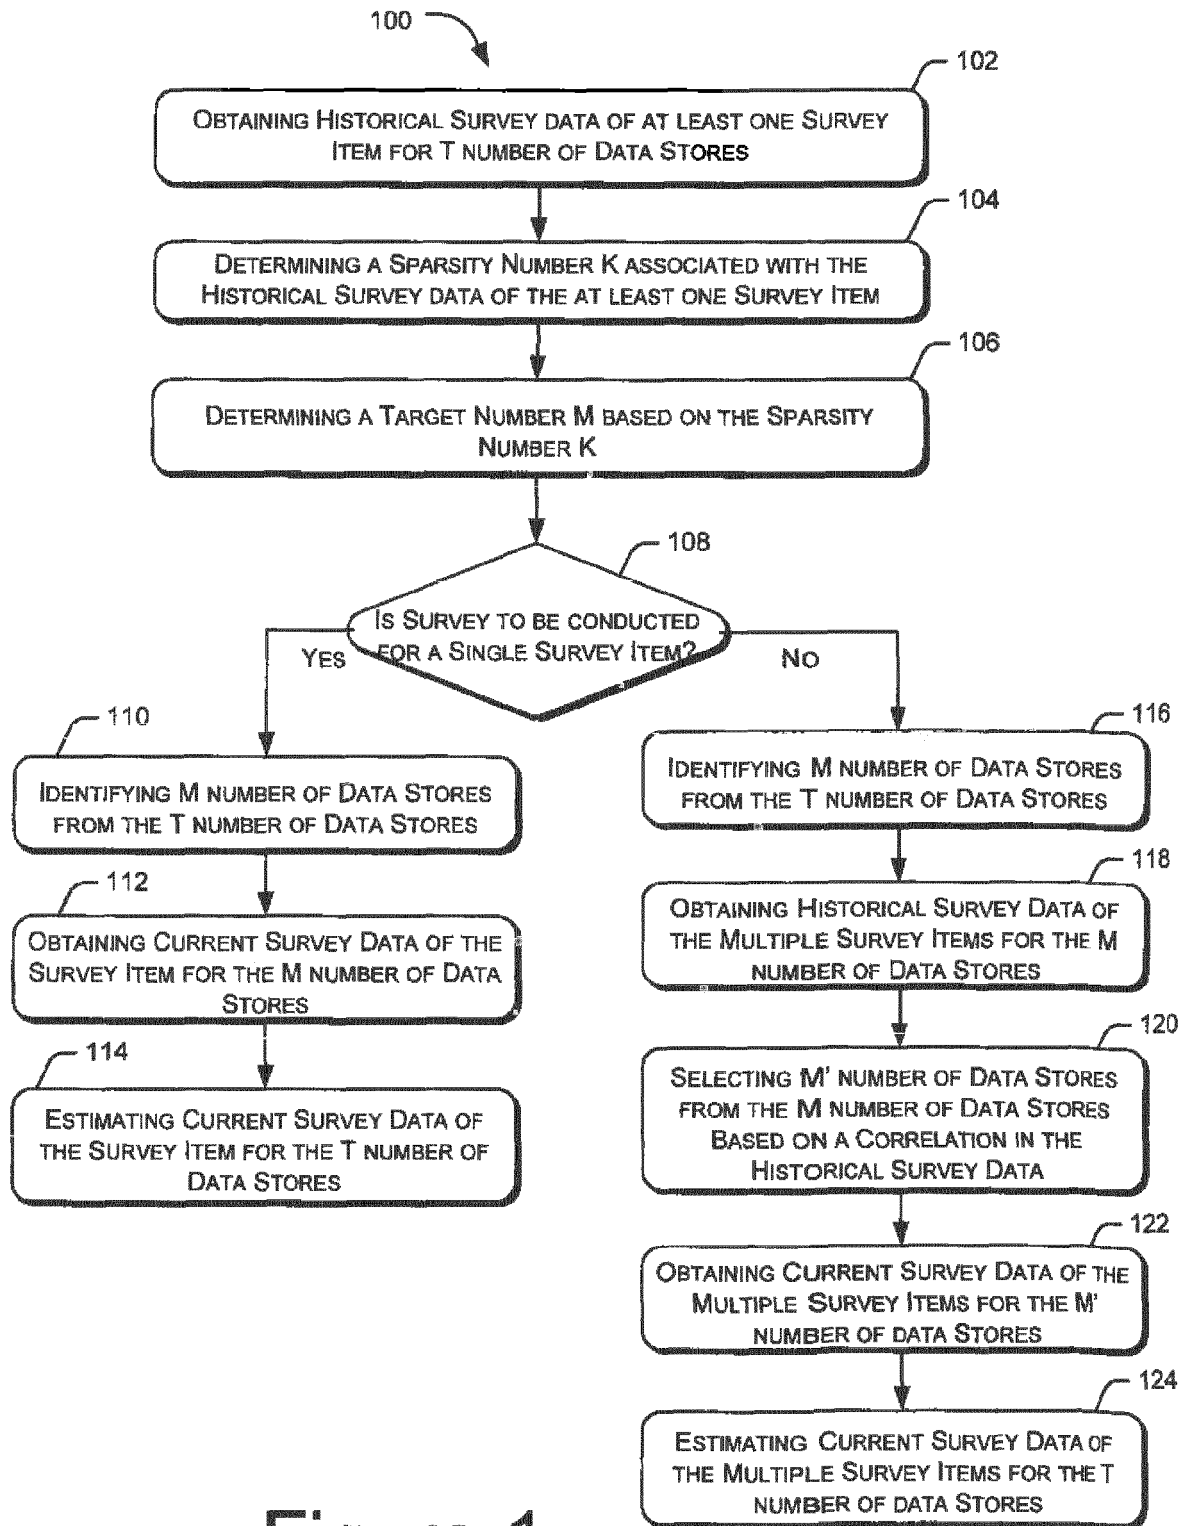 100
102
OBTAINING HISTORICAL SURVEY DATA OF AT LEAST ONE SURVEY
ITEM FOR T NUMBER OF DATA STORES
104
DETERMINING A SPARSITY NUMBER K ASSOCIATED WITH THE
HISTORICAL SURVEY DATA OF THE AT LEAST ONE SURVEY ITEM
106
DETERMINING A TARGET NUMBER M BASED ON THE SPARSITY
NUMBER K
108
IS SURVEY TO BE CONDUCTED
FOR A SINGLE SURVEY ITEM?
YES
NO
110
IDENTIFYING M NUMBER OF DATA STORES
FROM THE T NUMBER OF DATA STORES
112
OBTAINING CURRENT SURVEY DATA OF THE
SURVEY ITEM FOR THE M NUMBER OF DATA
STORES
114
ESTIMATING CURRENT SURVEY DATA OF
THE SURVEY ITEM FOR THE T NUMBER OF
DATA STORES
116
IDENTIFYING M NUMBER OF DATA STORES
FROM THE T NUMBER OF DATA STORES
118
OBTAINING HISTORICAL SURVEY DATA OF
THE MULTIPLE SURVEY ITEMS FOR THE M
NUMBER OF DATA STORES
120
SELECTING M' NUMBER OF DATA STORES
FROM THE M NUMBER OF DATA STORES
BASED ON A CORRELATION IN THE
HISTORICAL SURVEY DATA
122
OBTAINING CURRENT SURVEY DATA OF THE
MULTIPLE SURVEY ITEMS FOR THE M'
NUMBER OF DATA STORES
124
ESTIMATING CURRENT SURVEY DATA OF
THE MULTIPLE SURVEY ITEMS FOR THE T
NUMBER OF DATA STORES